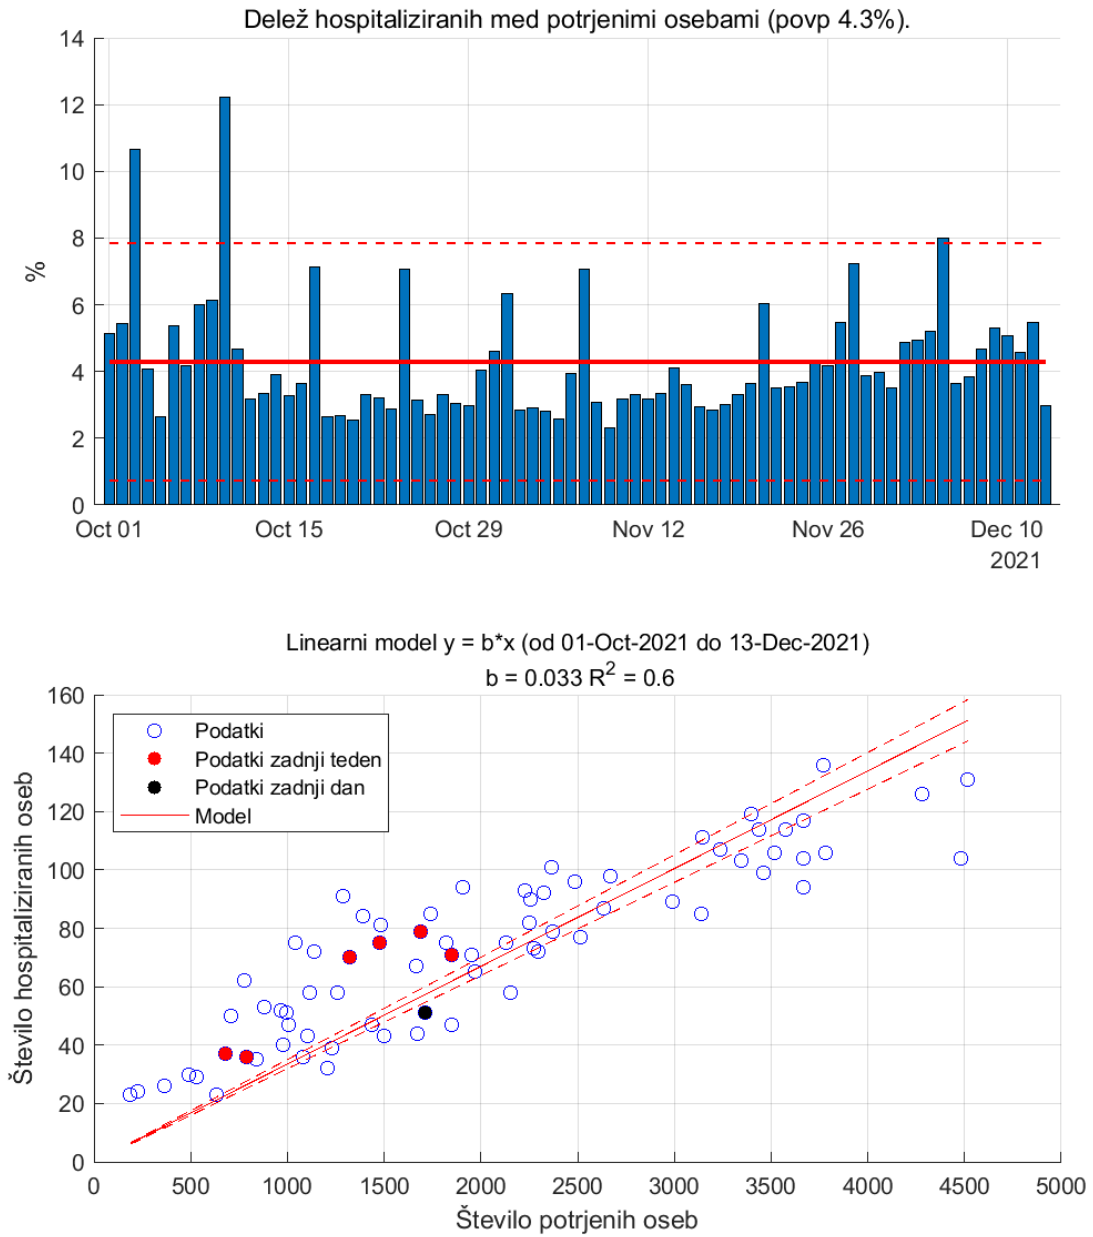 Delež hospitaliziranih med potrjenimi osebami (povp 4.3%).
14
12
10
8
6
4
2
0
%
Oct 01 Oct 15 Oct 29 Nov 12 Nov 26 Dec 10
2021
Linearni model y = b*x (od 01-Oct-2021 do 13-Dec-2021)
b = 0.033 R² = 0.6
160
140
120
100
80
60
40
20
0
Število hospitaliziranih oseb
Podatki
Podatki zadnji teden
Podatki zadnji dan
Model
0 500 1000 1500 2000 2500 3000 3500 4000 4500 5000
Število potrjenih oseb